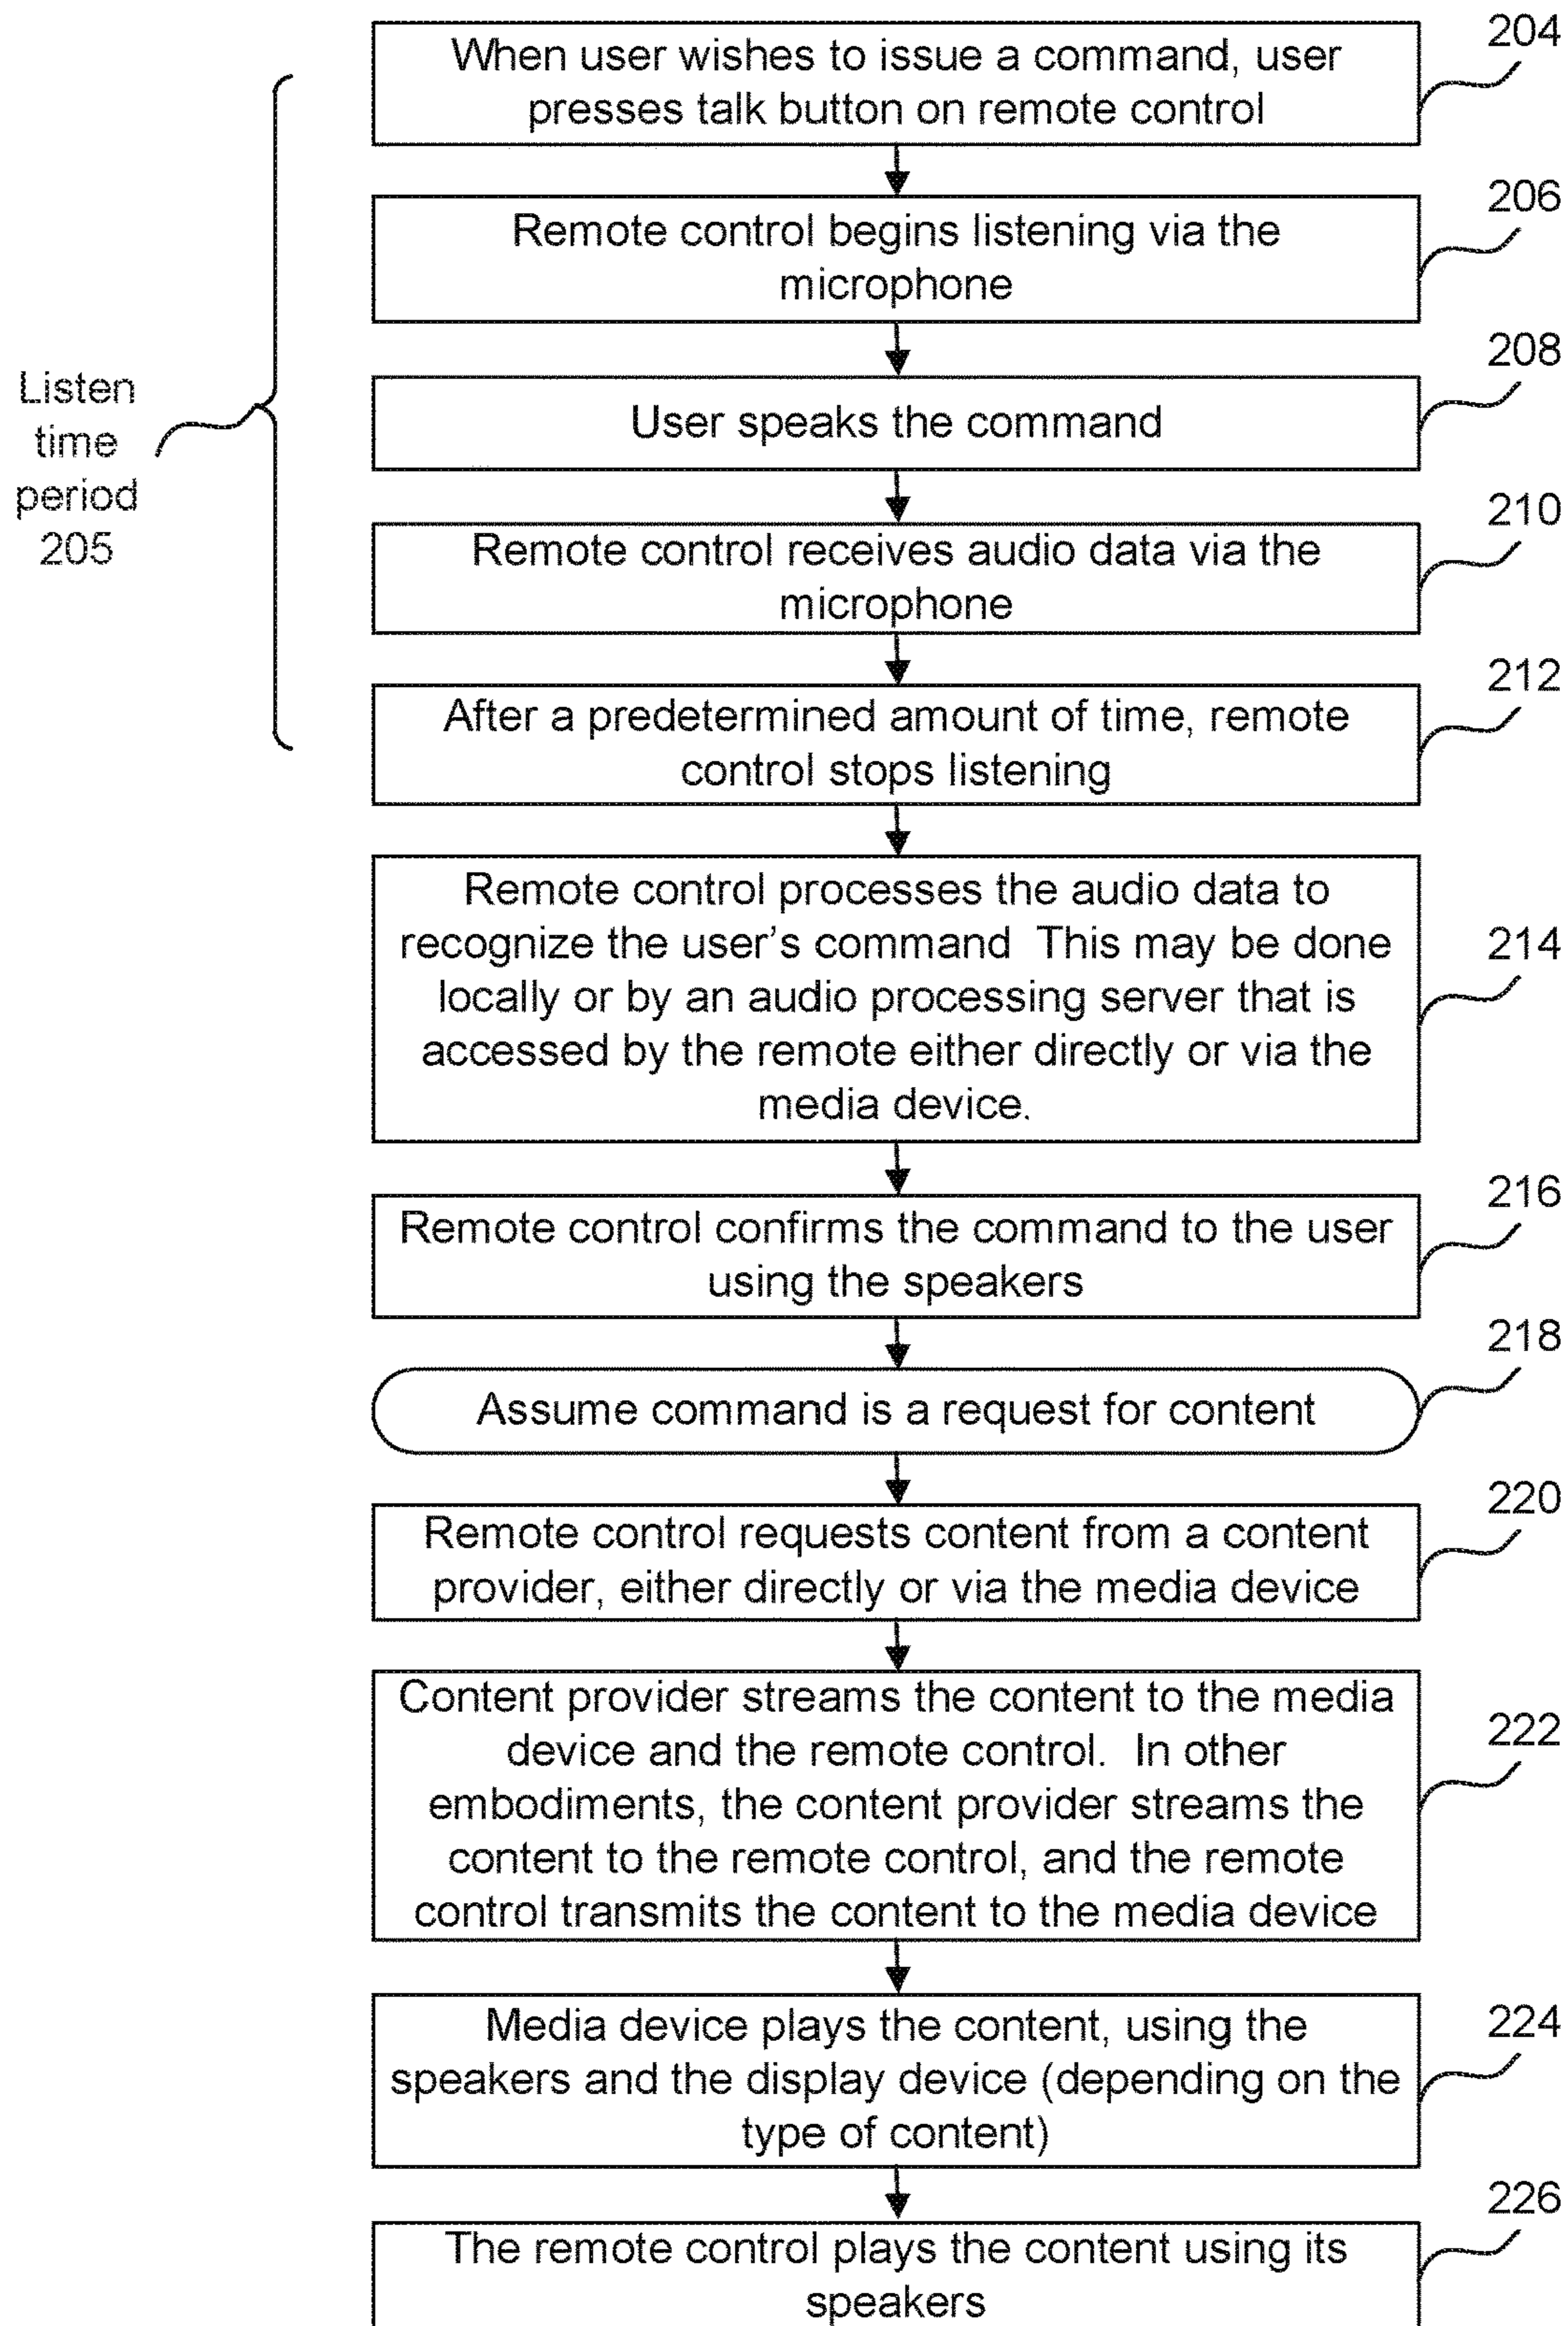 204
When user wishes to issue a command, user
presses talk button on remote control
206
Remote control begins listening via the
microphone
208
User speaks the command
Listen
time
period
205
210
Remote control receives audio data via the
microphone
212
After a predetermined amount of time, remote
control stops listening
Remote control processes the audio data to
recognize the user's command  This may be done
locally or by an audio processing server that is
accessed by the remote either directly or via the
media device.
214
216
Remote control confirms the command to the user
using the speakers
218
Assume command is a request for content
220
Remote control requests content from a content
provider, either directly or via the media device
Content provider streams the content to the media
device and the remote control.  In other
embodiments, the content provider streams the
content to the remote control, and the remote
control transmits the content to the media device
222
Media device plays the content, using the
speakers and the display device (depending on the
type of content)
224
226
The remote control plays the content using its
speakers